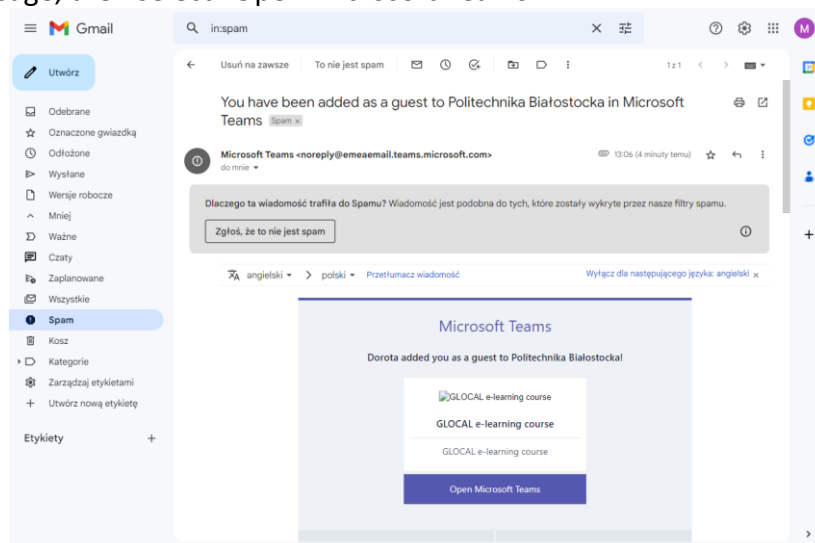 Gmail
in:spam
M
Utwórz
Usuń na zawsze
To nie jest spam
1 z 1
Odebrane
Oznaczone gwiazdką
Odłożone
Wysłane
Wersje robocze
Mniej
Ważne
Czaty
Zaplanowane
Wszystkie
Spam
Kosz
Kategorie
Zarządzaj etykietami
Utwórz nową etykietę
Etykiety
You have been added as a guest to Politechnika Białostocka in Microsoft
Teams Spam x
Microsoft Teams <noreply@emeaemail.teams.microsoft.com>
13:06 (4 minuty temu)
do mnie
Dlaczego ta wiadomość trafiła do Spamu? Wiadomość jest podobna do tych, które zostały wykryte przez nasze filtry spamu.
Zgłoś, że to nie jest spam
angielski > polski Przetłumacz wiadomość
Wyłącz dla następującego języka: angielski x
Microsoft Teams
Dorota added you as a guest to Politechnika Bialostocka!
GLOCAL e-learning course
GLOCAL e-learning course
GLOCAL e-learning course
Open Microsoft Teams